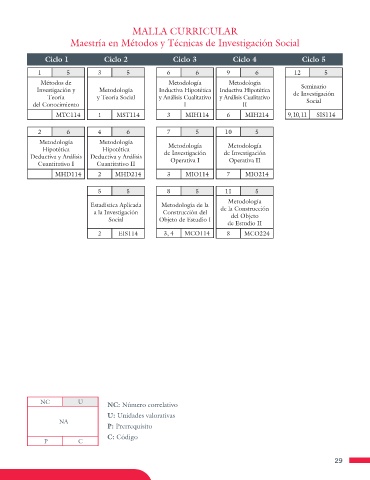 MALLA CURRICULAR
Maestría en Métodos y Técnicas de Investigación Social
Ciclo 1 Ciclo 2 Ciclo 3 Ciclo 4 Ciclo 5
1 5
Métodos de
Investigación y
Teoría
del Conocimiento
MTC114
3 5
Metodología
y Teoría Social
1 MST114
6 6
Metodología
Inductiva Hipotética
y Análisis Cualitativo
I
3 MIH114
9 6
Metodología
Inductiva Hipotética
y Análisis Cualitativo
II
6 MIH214
12 5
Seminario
de Investigación
Social
9, 10, 11 SIS114
2 6
Metodología
Hipotética
Deductiva y Análisis
Cuantitativo I
MHD114
4 6
Metodología
Hipotética
Deductiva y Análisis
Cuantitativo II
2 MHD214
7 5
Metodología
de Investigación
Operativa I
3 MIO114
10 5
Metodología
de Investigación
Operativa II
7 MIO214
5 5
Estadística Aplicada
a la Investigación
Social
2 EIS114
8 5
Metodología de la
Construcción del
Objeto de Estudio I
3, 4 MCO114
11 5
Metodología
de la Construcción
del Objeto
de Estudio II
8 MCO224
NC U
NA
P C
NC: Número correlativo
U: Unidades valorativas
P: Prerrequisito
C: Código
29